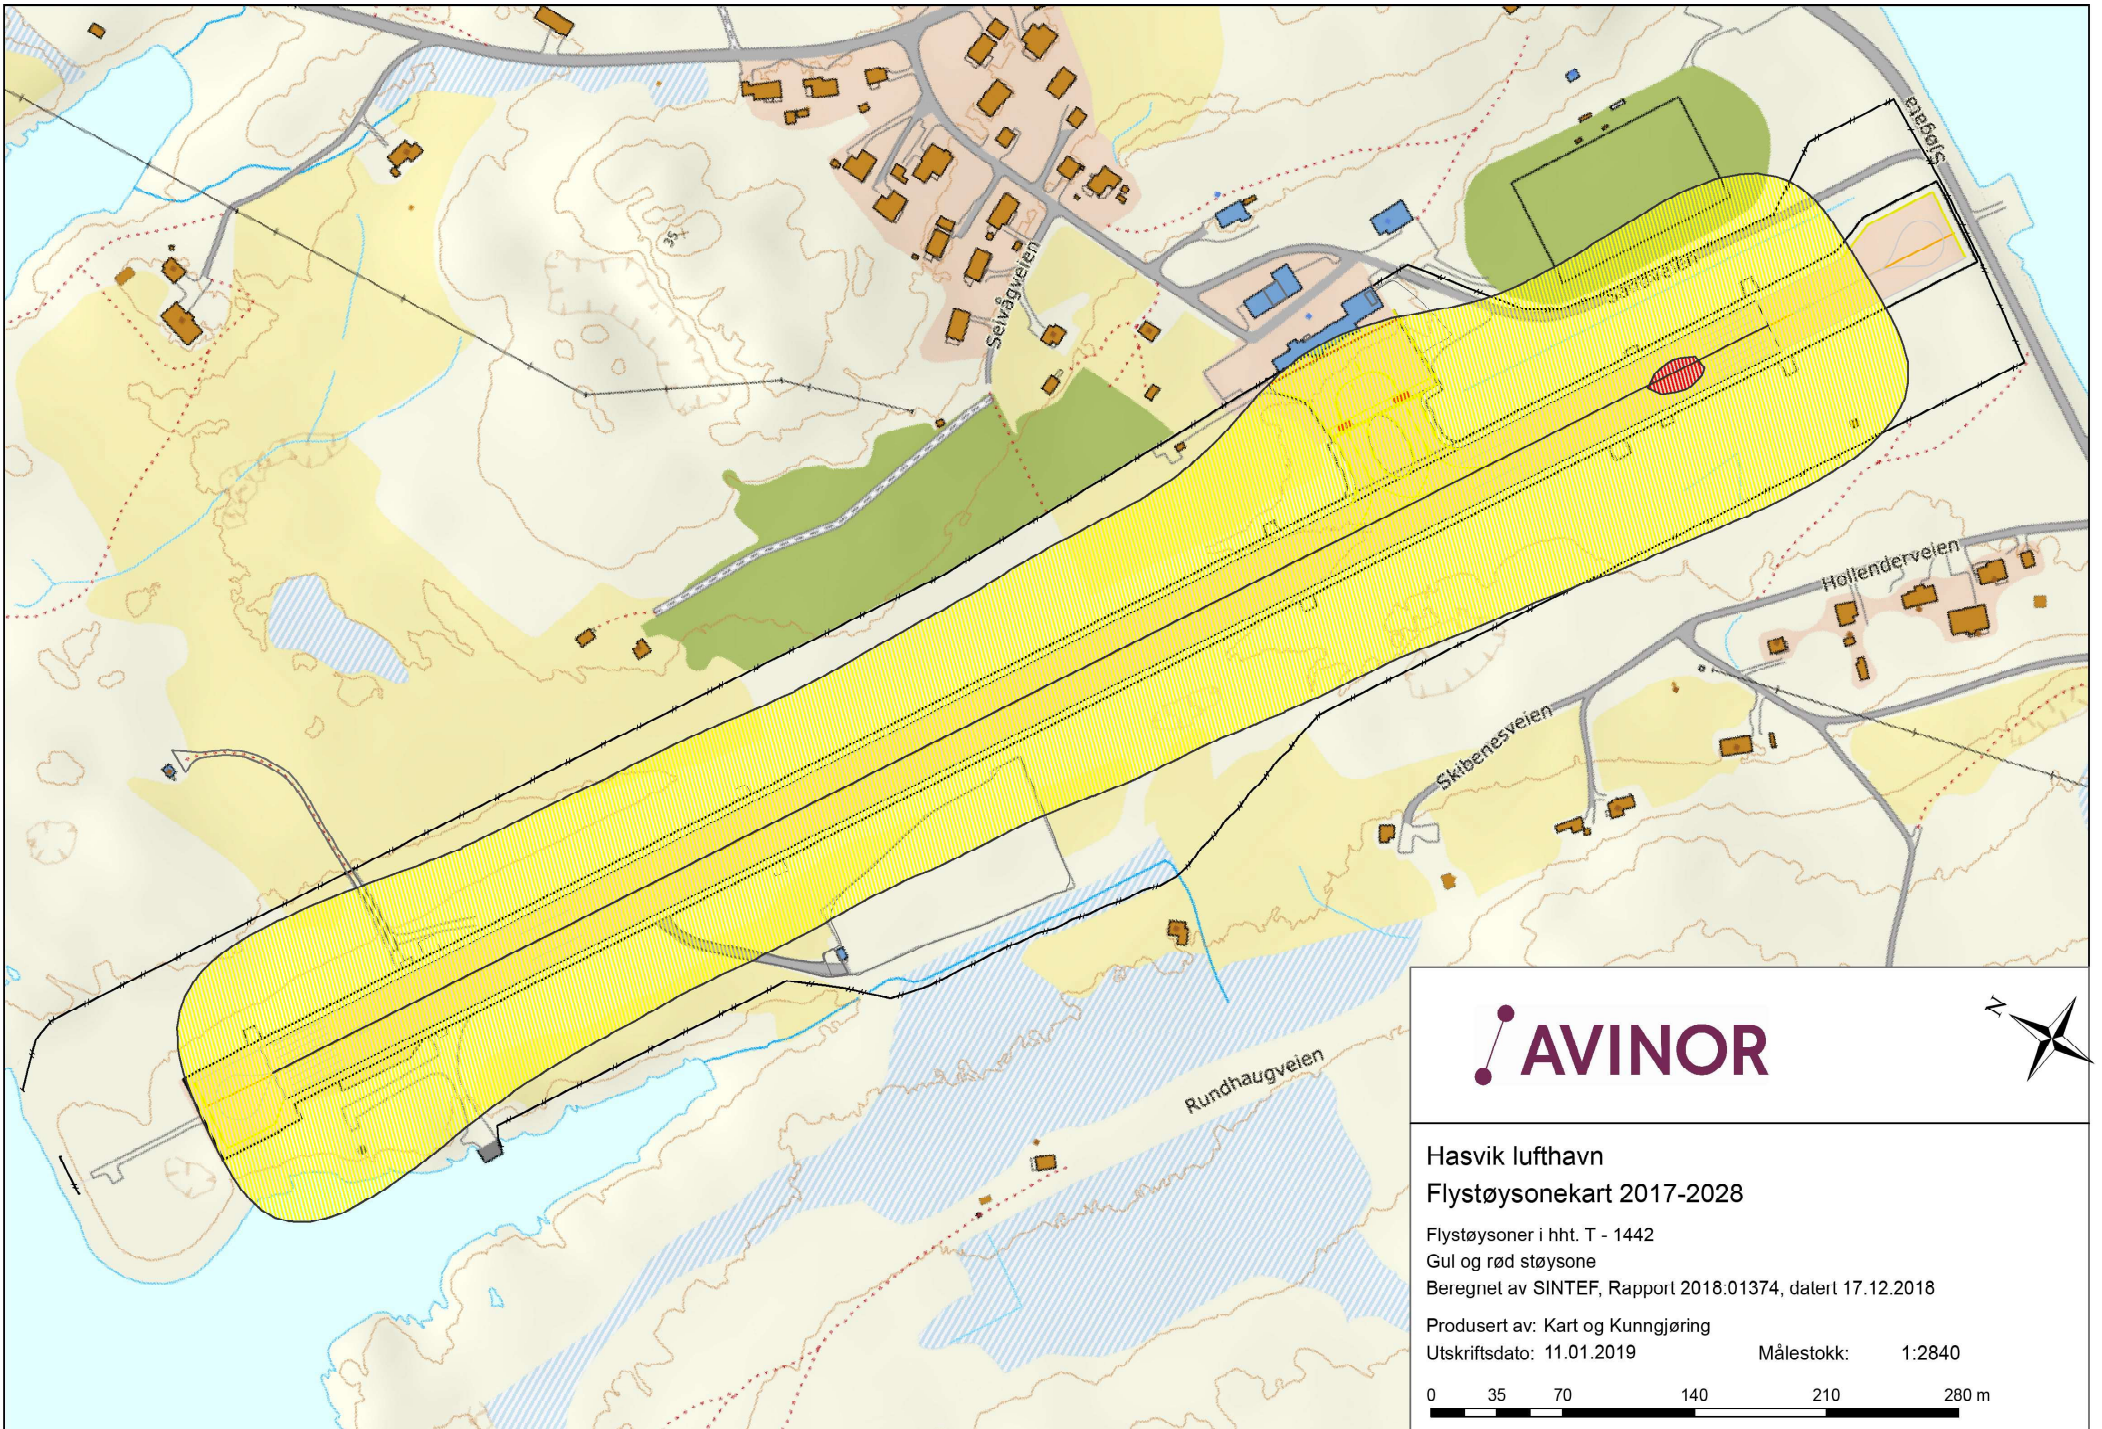 Sjøgata
35
Seivågveien
Sandveien
Hollenderveien
Skibenesveien
Rundhaugveien
N
AVINOR
Hasvik lufthavn
Flystøysonekart 2017-2028
Flystøysoner i hht. T - 1442
Gul og rød støysone
Beregnet av SINTEF, Rapport 2018:01374, datert 17.12.2018
Produsert av: Kart og Kunngjøring
Utskriftsdato: 11.01.2019 Målestokk: 1:2840
0 35 70 140 210 280 m